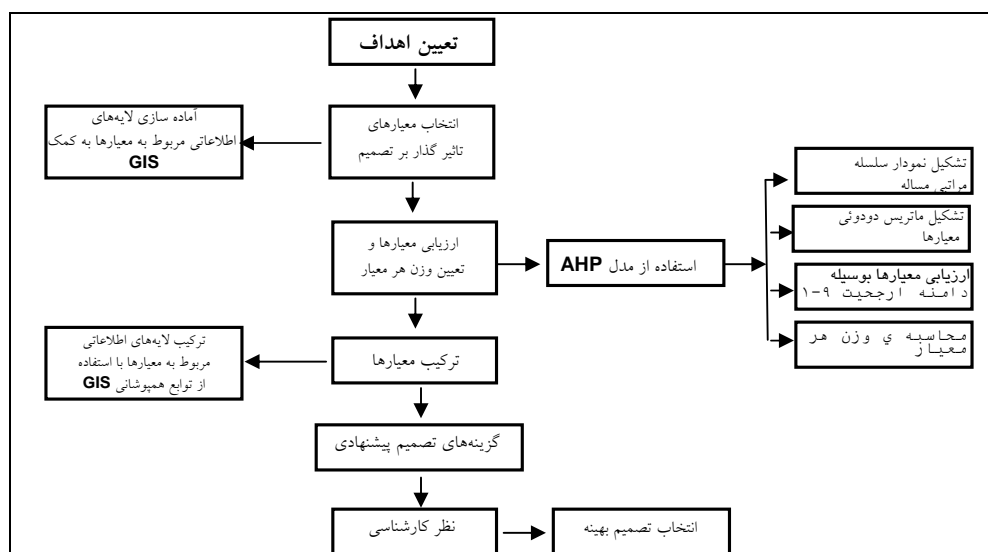 تعیین اهداف
آماده سازی لایه‌های
اطلاعاتی مربوط به معیارها به کمک
GIS
انتخاب معیارهای
تاثیر گذار بر تصمیم
تشکیل نمودار سلسله
مراتبی مساله
تشکیل ماتریس دودوئی
معیارها
ارزیابی معیارها و
تعیین وزن هر معیار
استفاده از مدل AHP
ارزیابی معیارها بوسیله
دامنه ارجحیت ۹-۱
محاسبه ي وزن هر
معیار
ترکیب لایه‌های اطلاعاتی
مربوط به معیارها با استفاده
از توابع همپوشانی GIS
ترکیب معیارها
گزینه‌های تصمیم پیشنهادی
نظر کارشناسی
انتخاب تصمیم بهینه